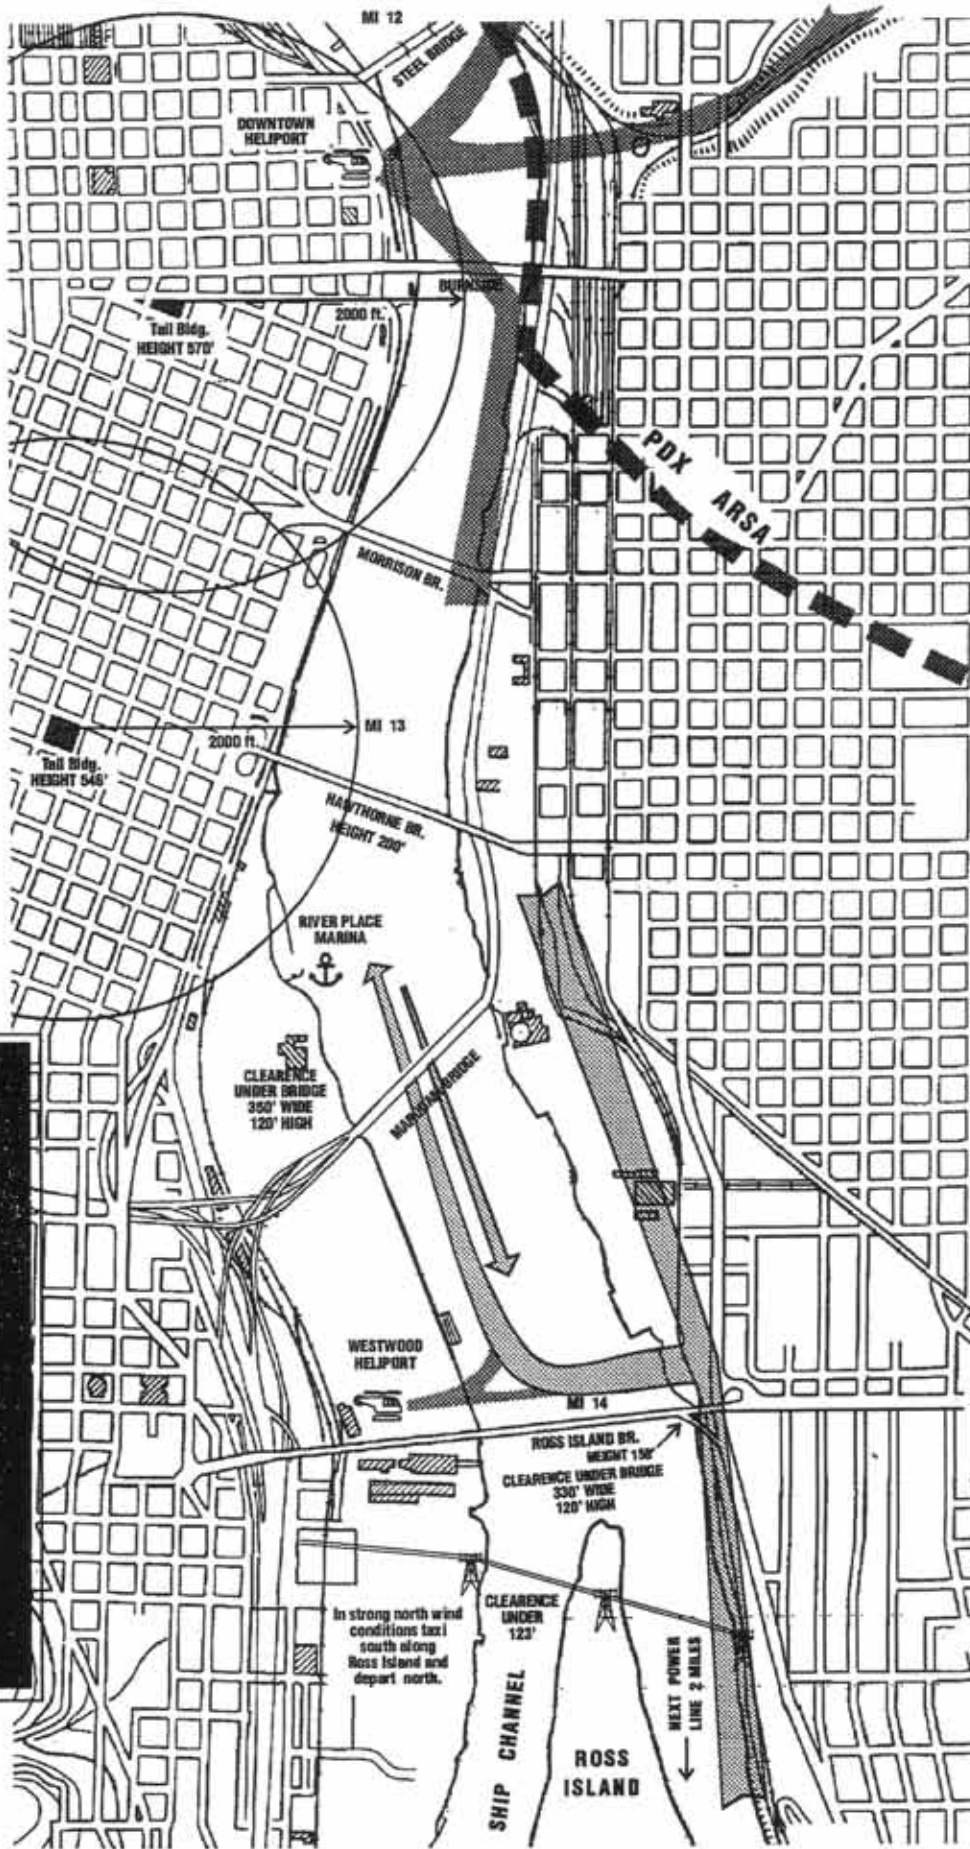 MI 12
STEEL BRIDGE
DOWNTOWN
HELIPORT
BURNSIDE
2000 ft.
Tall Bldg.
HEIGHT 570'
PDX ARSA
MORRISON BR.
MI 13
2000 ft.
Tall Bldg.
HEIGHT 546'
HAWTHORNE BR.
HEIGHT 200'
RIVER PLACE
MARINA
CLEARENCE
UNDER BRIDGE
350' WIDE
120' HIGH
MARQUAM BRIDGE
WESTWOOD
HELIPORT
MI 14
ROSS ISLAND BR.
HEIGHT 150'
CLEARENCE UNDER BRIDGE
330' WIDE
120' HIGH
In strong north wind
conditions taxi
south along
Ross Island and
depart north.
CLEARENCE
UNDER
123'
SHIP CHANNEL
ROSS
ISLAND
NEXT POWER
LINE 2 MILES